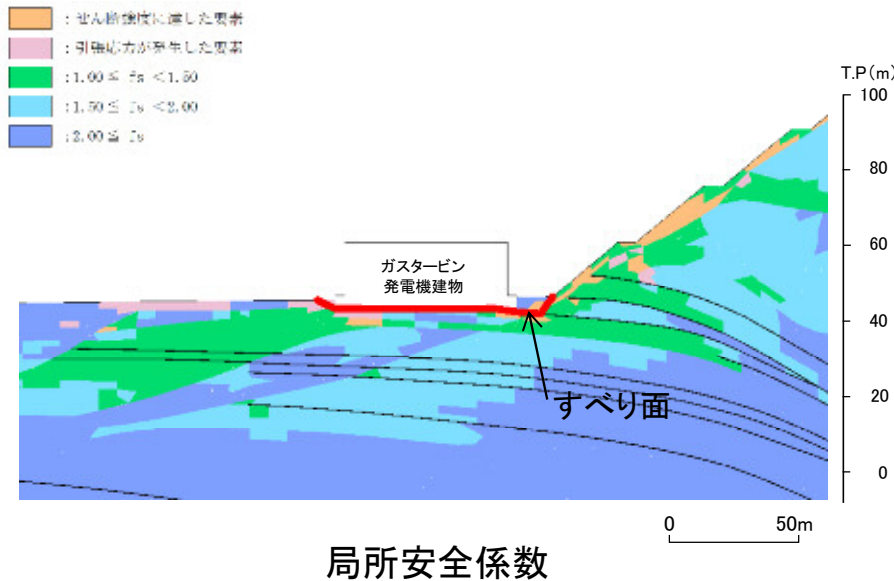 ：せん断強度に達した要素
：引張応力が発生した要素
：1.00≦ fs ＜1.50
：1.50≦ fs ＜2.00
：2.00≦ fs
T.P(m)
100
80
60
40
20
0
ガスタービン
発電機建物
すべり面
0 50m
局所安全係数